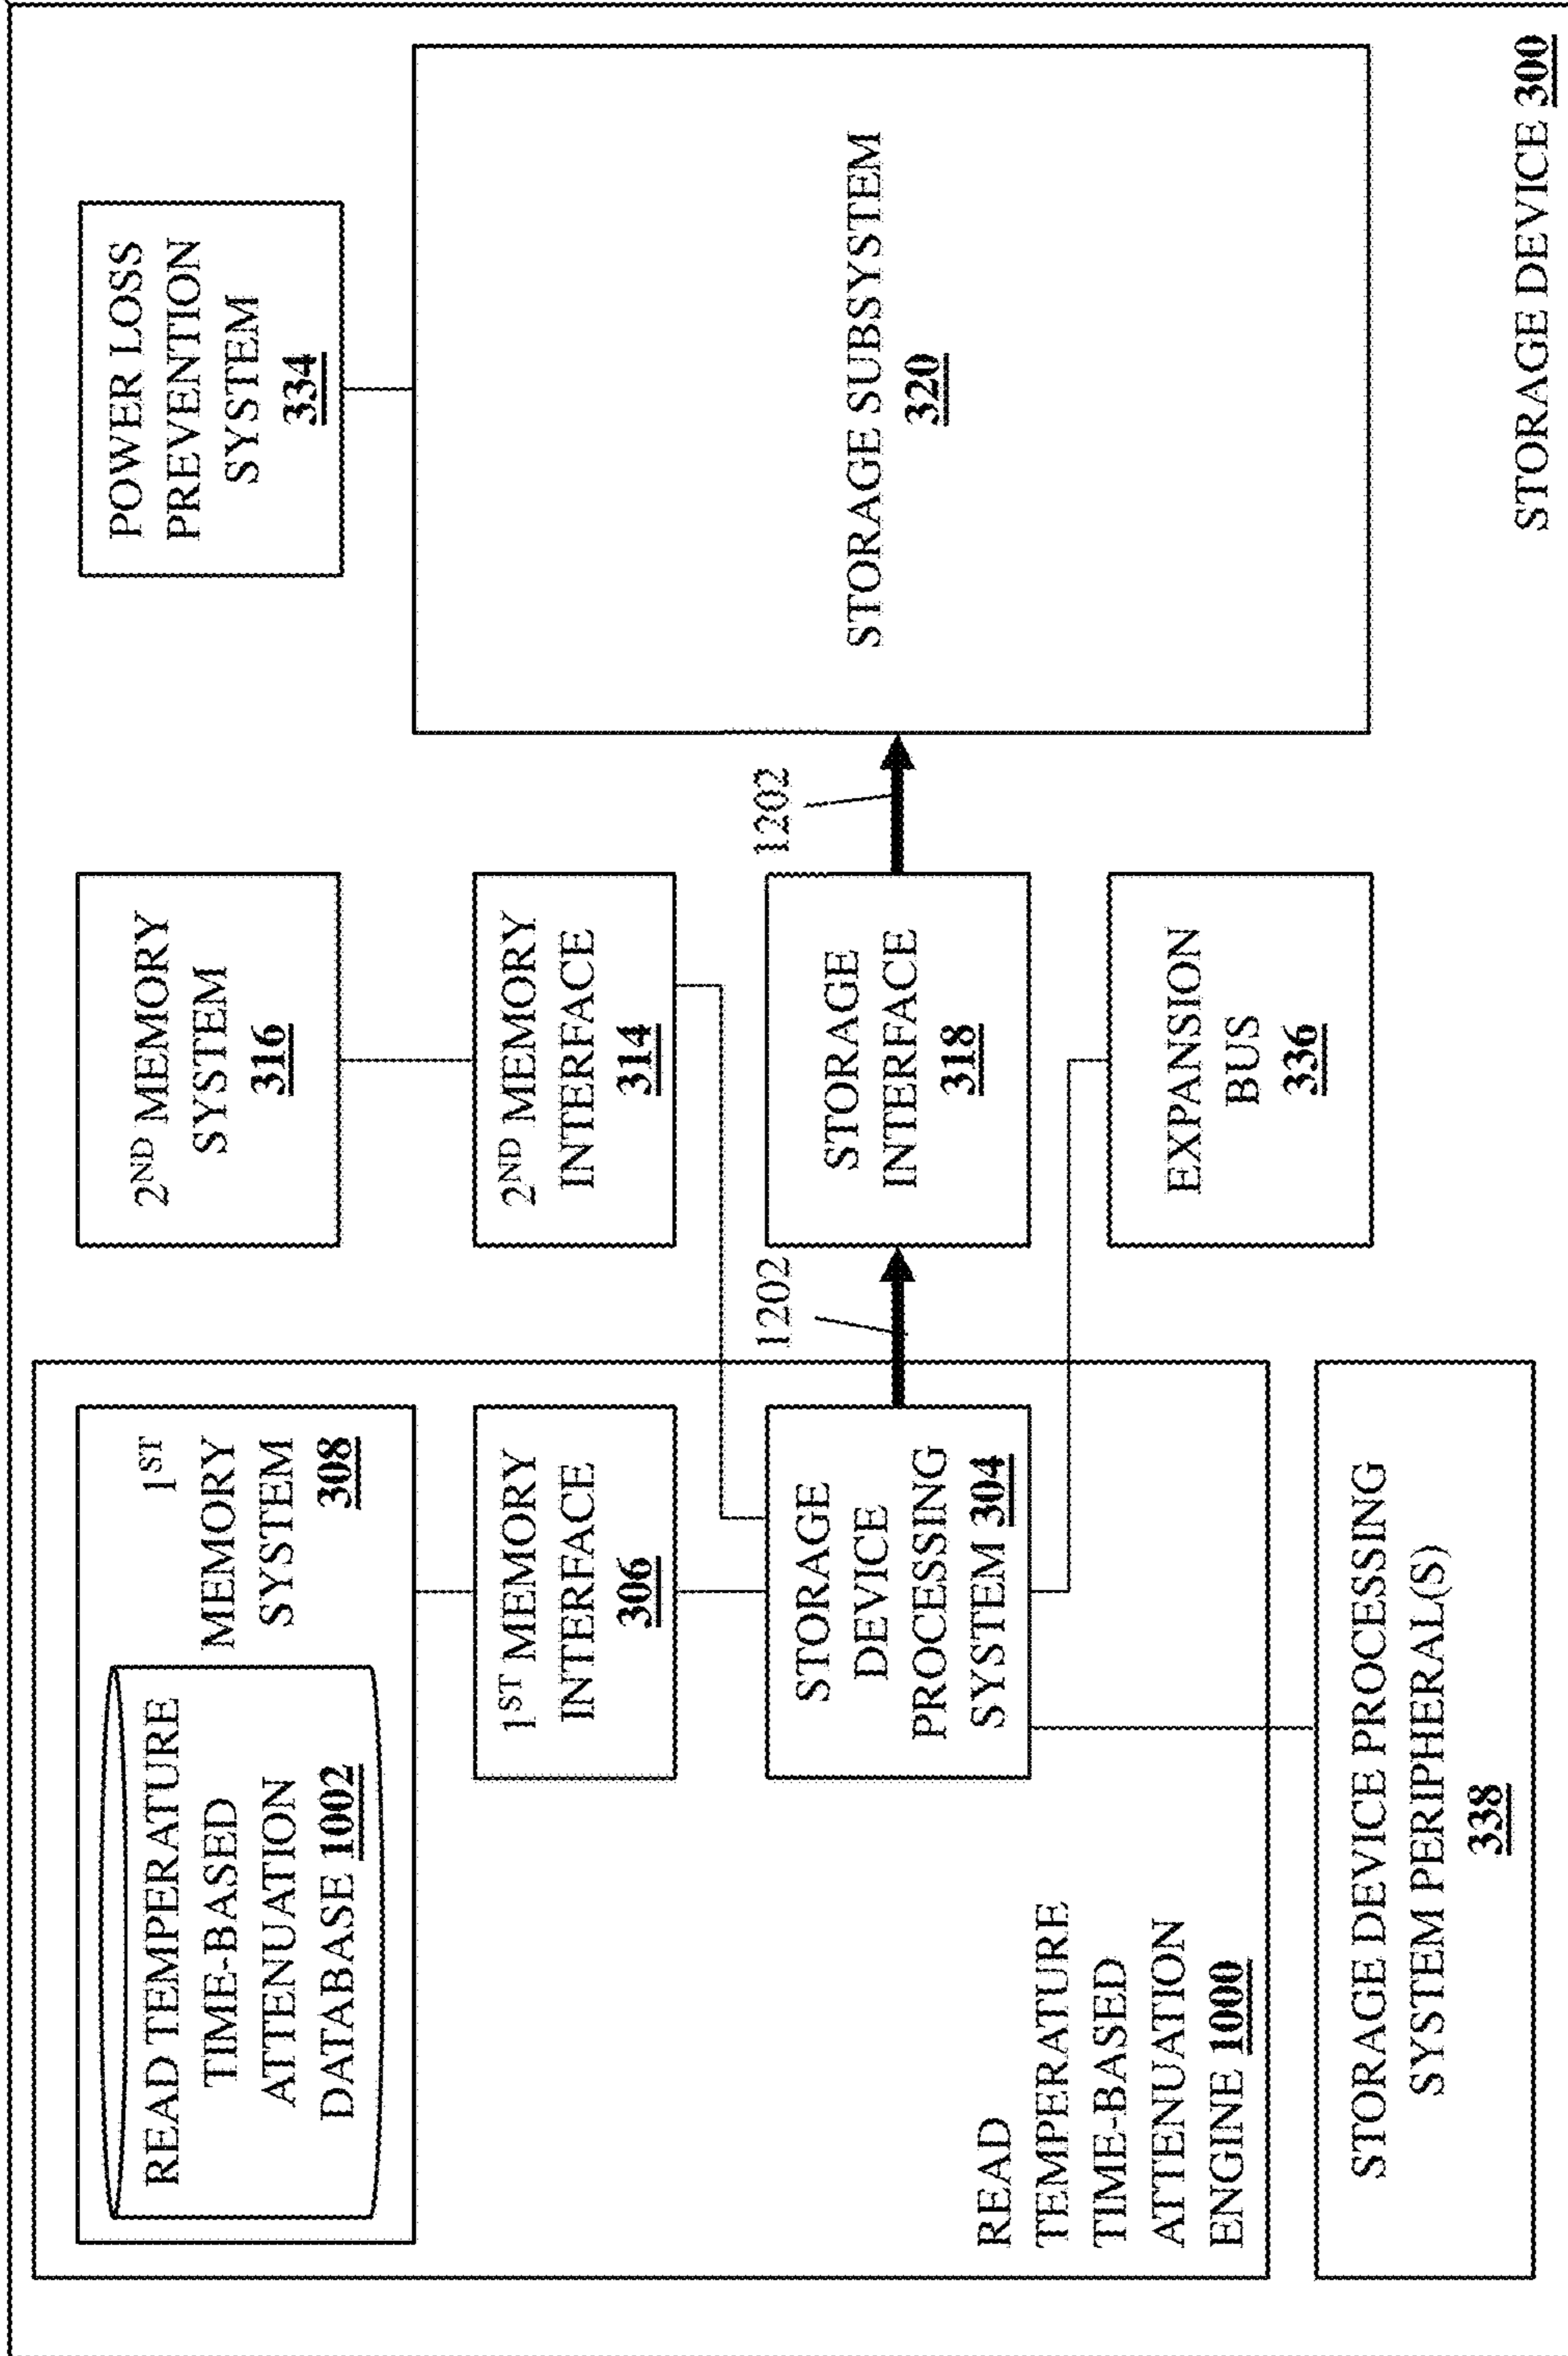 READ TEMPERATURE
TIME-BASED
ATTENUATION
DATABASE 1002
1ST
MEMORY
SYSTEM
308
2ND MEMORY
SYSTEM
316
POWER LOSS
PREVENTION
SYSTEM
334
1ST MEMORY
INTERFACE
306
2ND MEMORY
INTERFACE
314
STORAGE
DEVICE
PROCESSING
SYSTEM 304
1202
STORAGE
INTERFACE
318
1202
STORAGE SUBSYSTEM
320
READ
TEMPERATURE
TIME-BASED
ATTENUATION
ENGINE 1000
EXPANSION
BUS
336
STORAGE DEVICE PROCESSING
SYSTEM PERIPHERAL(S)
338
STORAGE DEVICE 300